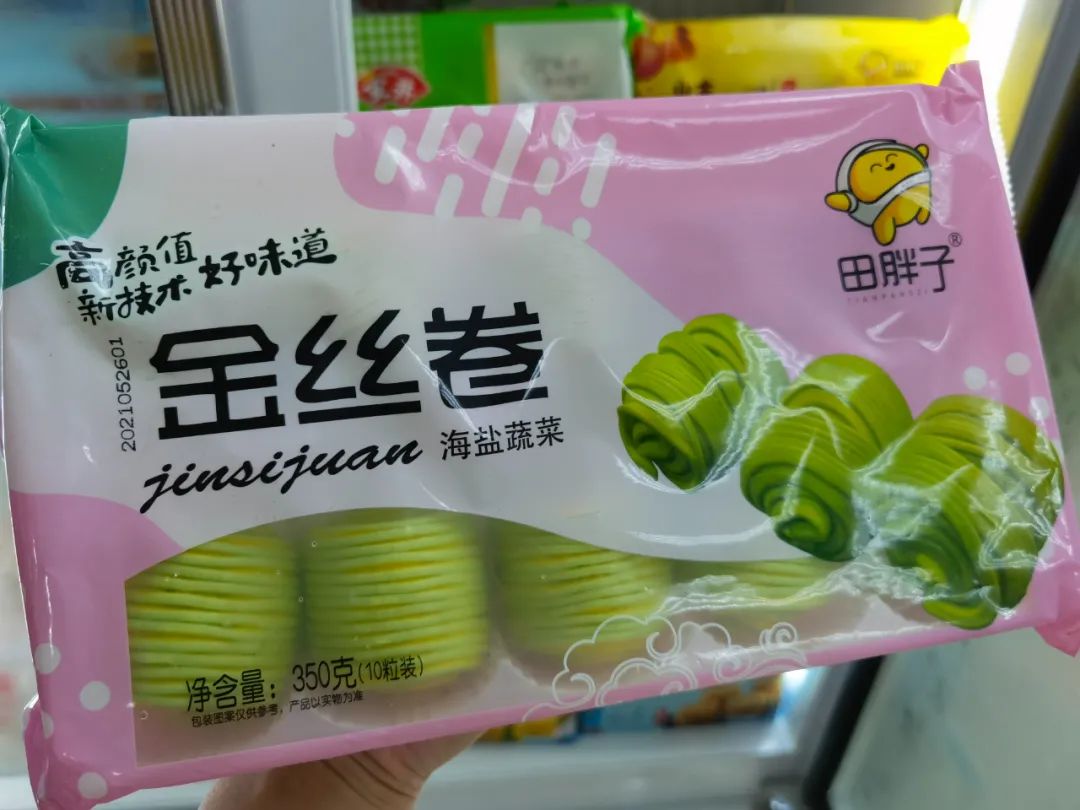 高颜值
新技术 好味道
田胖子®
TIANPANGZI
2021052601
金丝卷
jinsijuan 海盐蔬菜
净含量：350克(10粒装)
包装图案仅供参考，产品以实物为准